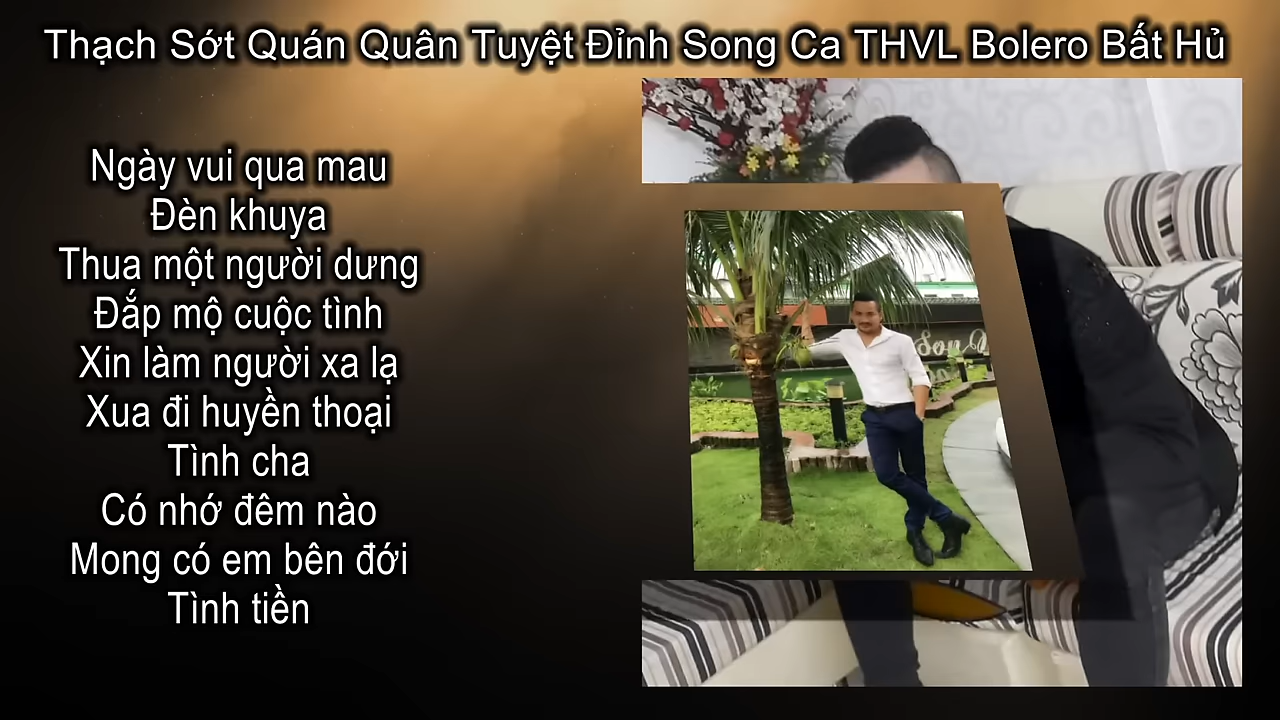 Thạch Sớt Quán Quân Tuyệt Đỉnh Song Ca THVL Bolero Bất Hủ
Ngày vui qua mau
Đèn khuya
Thua một người dưng
Đắp mộ cuộc tình
Xin làm người xa lạ
Xua đi huyền thoại
Tình cha
Có nhớ đêm nào
Mong có em bên đới
Tình tiền
Son